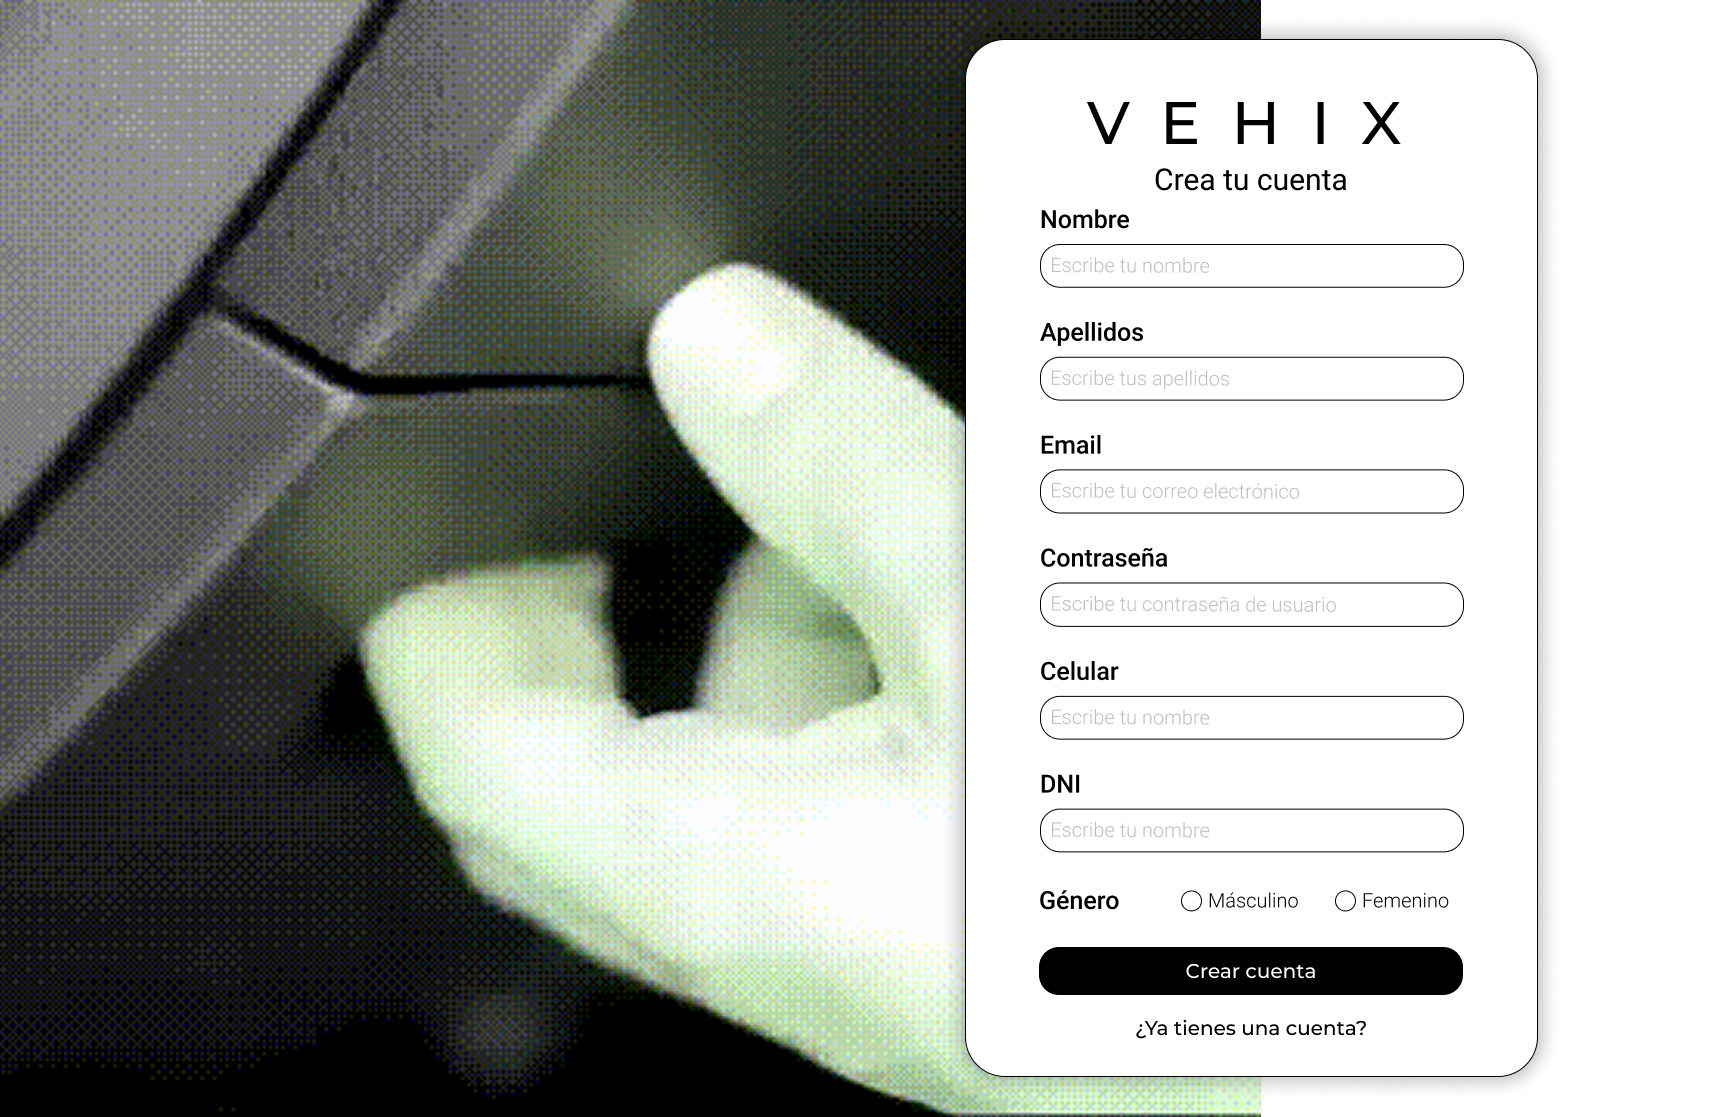 VEHIX
Crea tu cuenta
Nombre
Escribe tu nombre
Apellidos
Escribe tus apellidos
Email
Escribe tu correo electrónico
Contraseña
Escribe tu contraseña de usuario
Celular
Escribe tu nombre
DNI
Escribe tu nombre
Género Másculino Femenino
Crear cuenta
¿Ya tienes una cuenta?